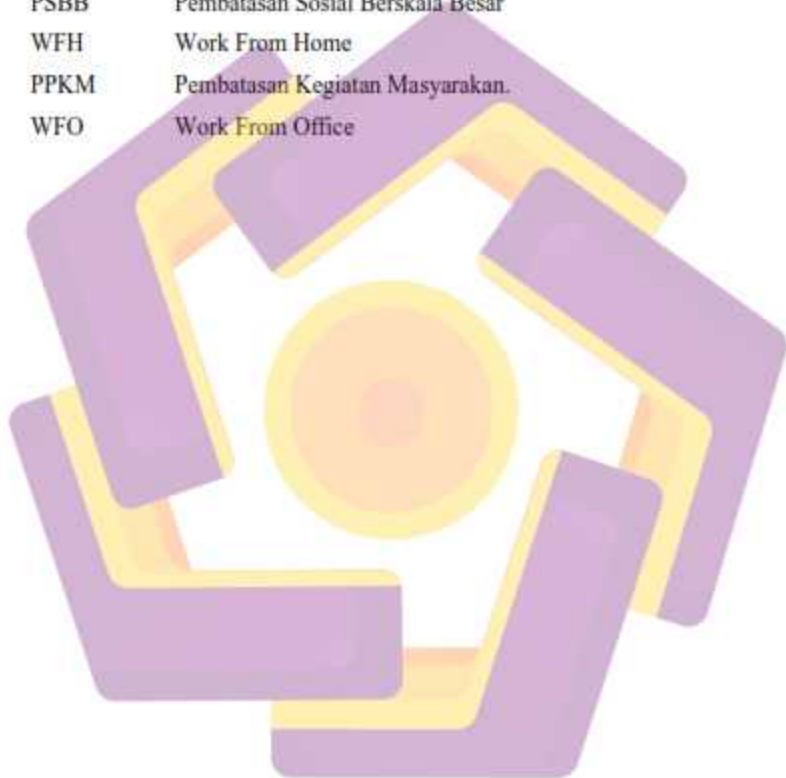 PSBB Pembatasan Sosial Berskala Besar
WFH Work From Home
PPKM Pembatasan Kegiatan Masyarakan.
WFO Work From Office